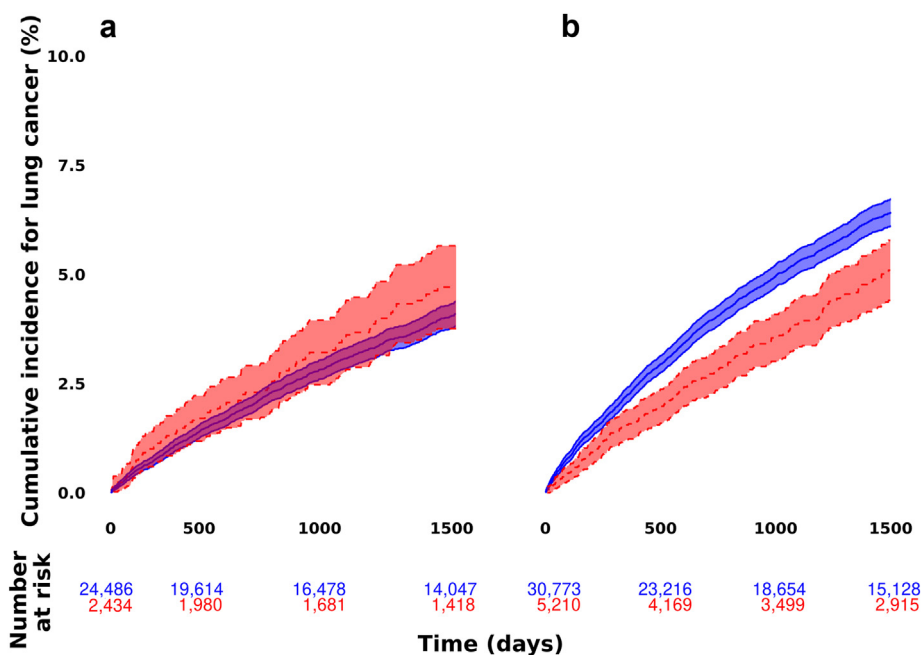 a
b
Cumulative incidence for lung cancer (%)
10.0
7.5
5.0
2.5
0.0
0 500 1000 1500
0 500 1000 1500
Number
at risk
24,486 19,614 16,478 14,047 30,773 23,216 18,654 15,128
2,434 1,980 1,681 1,418 5,210 4,169 3,499 2,915
Time (days)